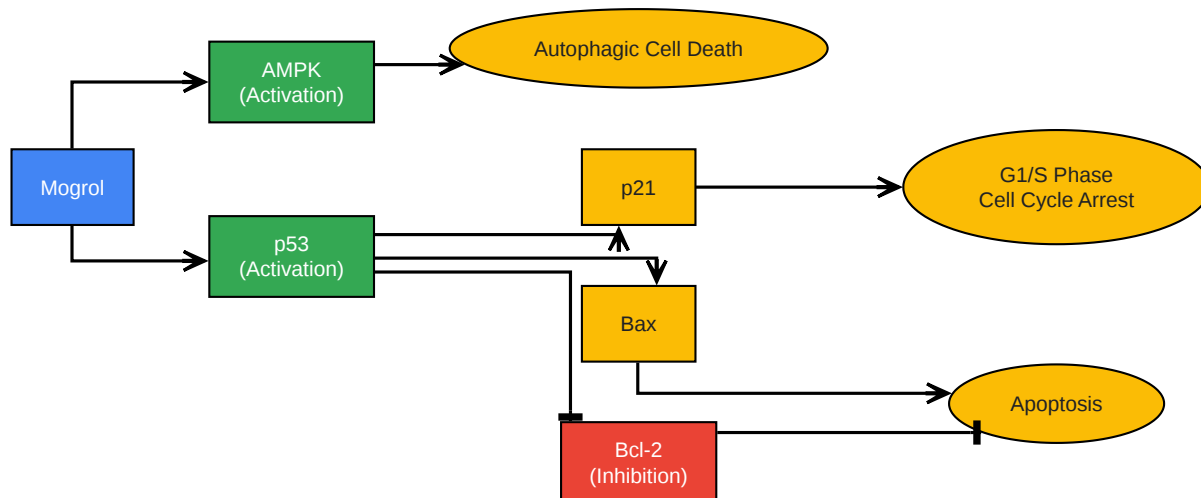 Autophagic Cell Death
AMPK
(Activation)
Mogrol
p21
G1/S Phase
Cell Cycle Arrest
p53
(Activation)
Bax
Apoptosis
Bcl-2
(Inhibition)